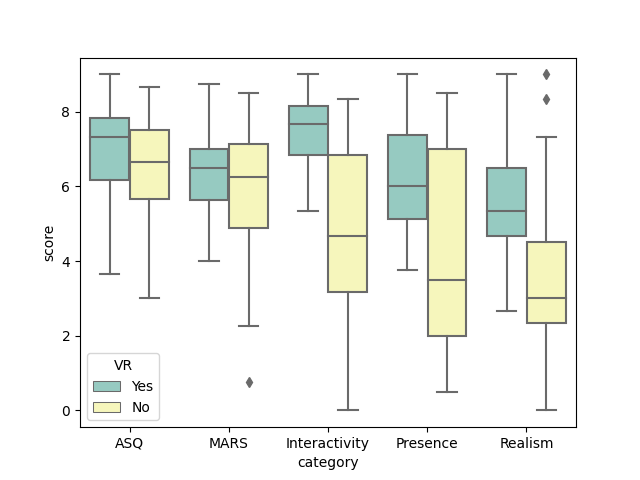 score
8
6
4
2
0
VR
Yes
No
ASQ MARS Interactivity Presence Realism
category